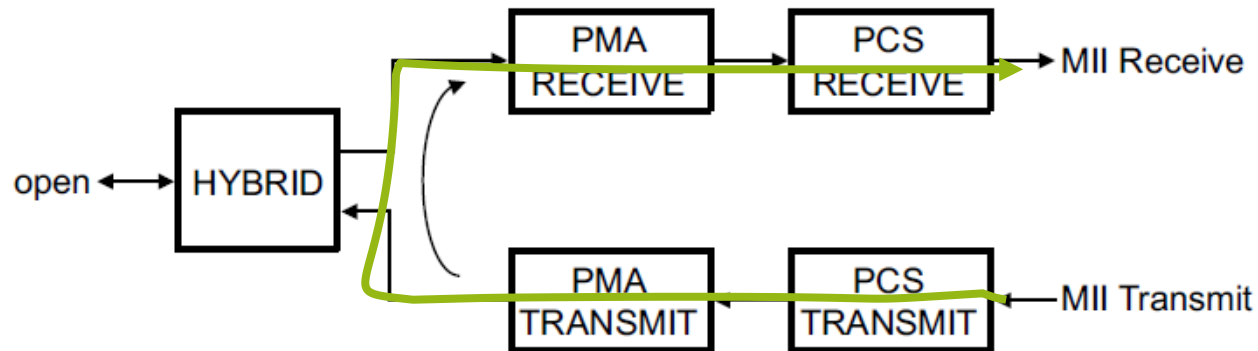 PMA
RECEIVE
PCS
RECEIVE
MII Receive
open
HYBRID
PMA
TRANSMIT
PCS
TRANSMIT
MII Transmit